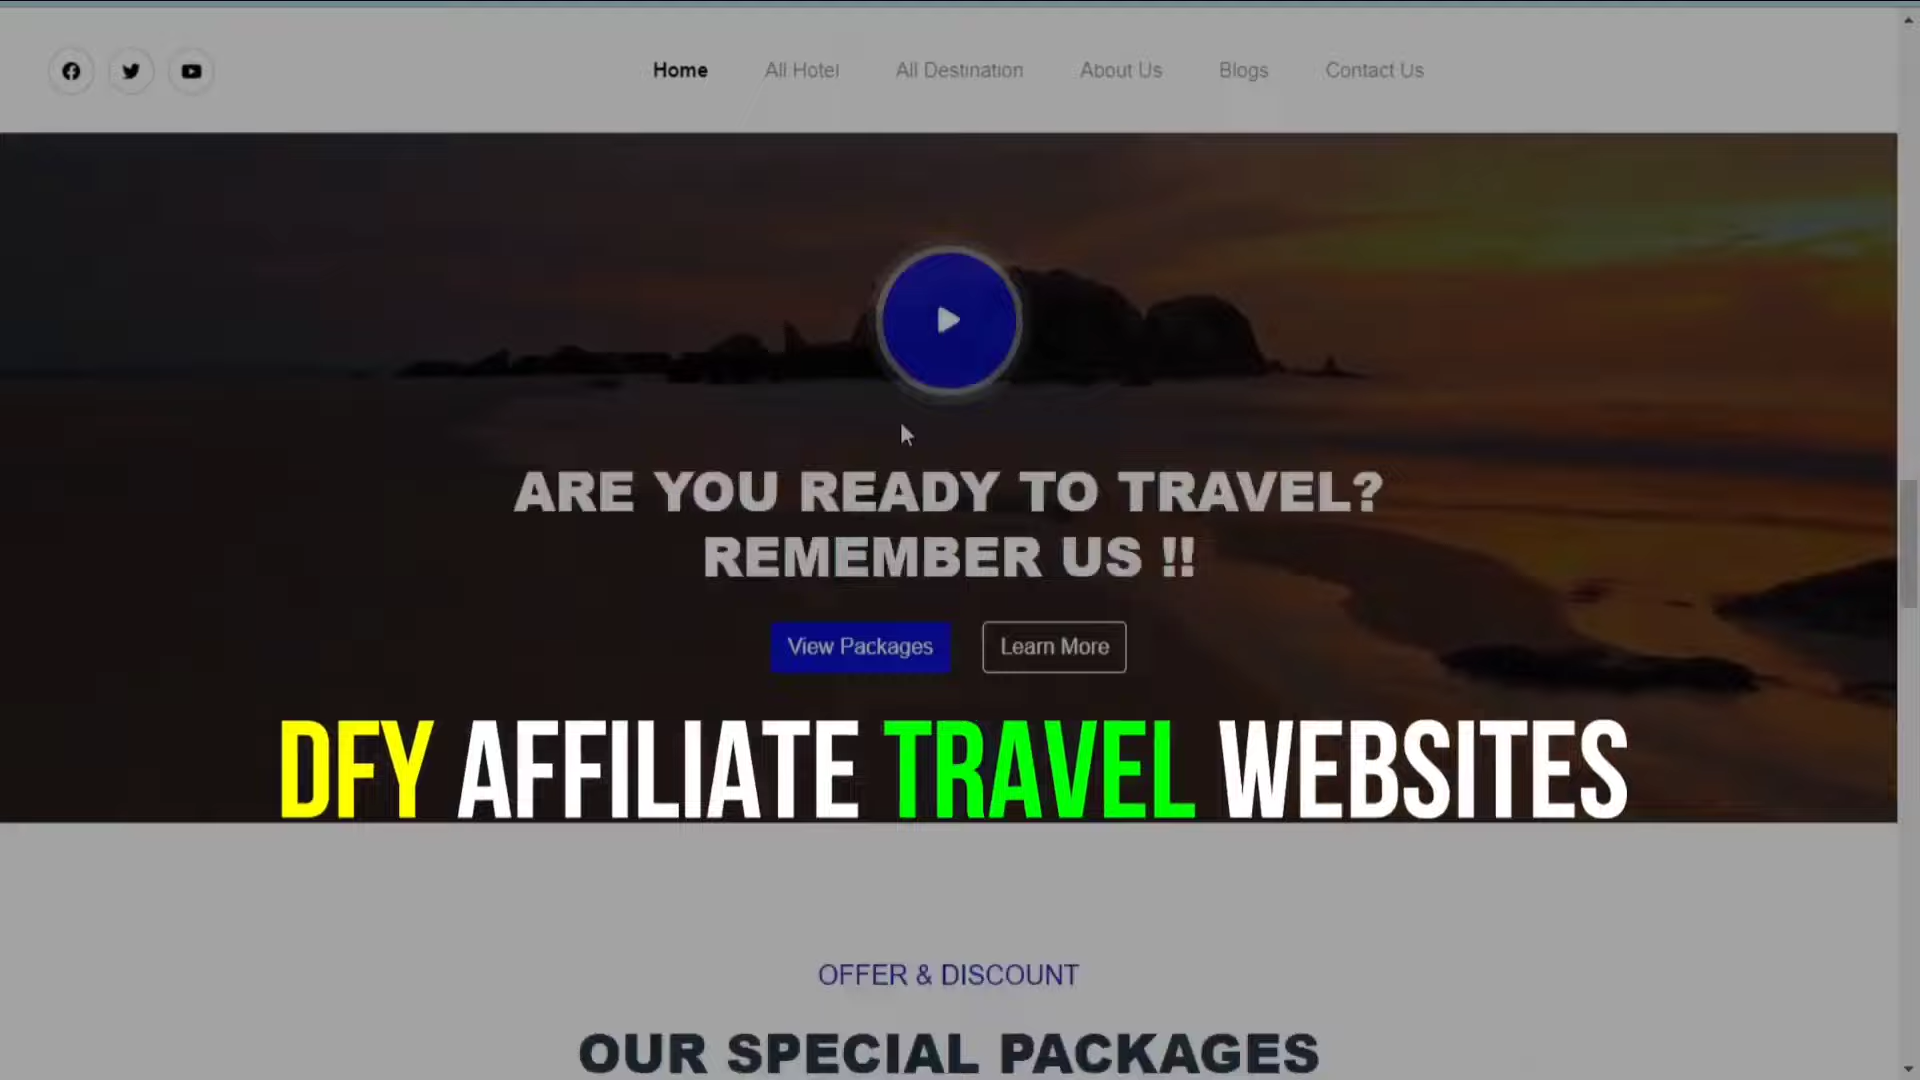 Home All Hotel All Destination About Us Blogs Contact Us
ARE YOU READY TO TRAVEL?
REMEMBER US !!
View Packages Learn More
DFY AFFILIATE TRAVEL WEBSITES
OFFER & DISCOUNT
OUR SPECIAL PACKAGES